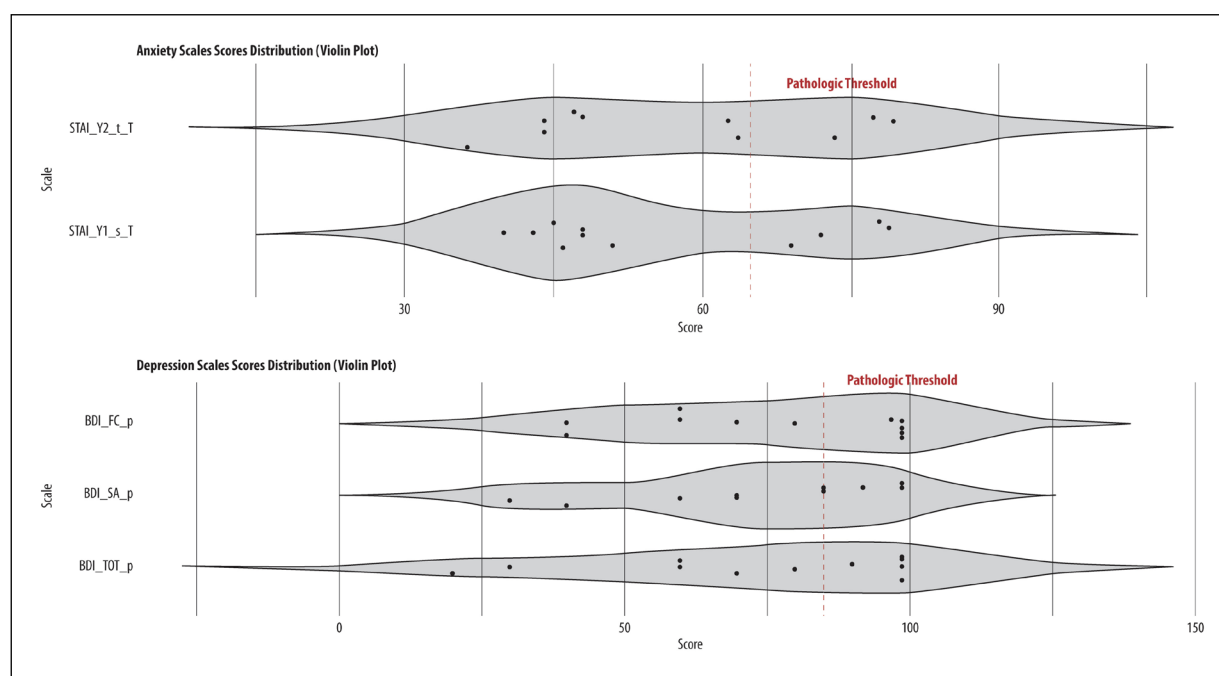 Anxiety Scales Scores Distribution (Violin Plot)
Pathologic Threshold
STAI_Y2_t_T
Scale
STAI_Y1_s_T
30 60 90
Score
Depression Scales Scores Distribution (Violin Plot)
Pathologic Threshold
BDI_FC_p
Scale
BDI_SA_p
BDI_TOT_p
0 50 100 150
Score